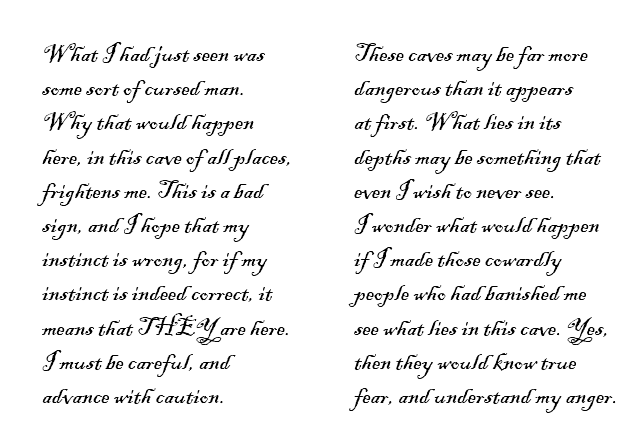 What I had just seen was
some sort of cursed man.
Why that would happen
here, in this cave of all places,
frightens me. This is a bad
sign, and I hope that my
instinct is wrong, for if my
instinct is indeed correct, it
means that THEY are here.
I must be careful, and
advance with caution.
These caves may be far more
dangerous than it appears
at first. What lies in its
depths may be something that
even I wish to never see.
I wonder what would happen
if I made those cowardly
people who had banished me
see what lies in this cave. Yes,
then they would know true
fear, and understand my anger.